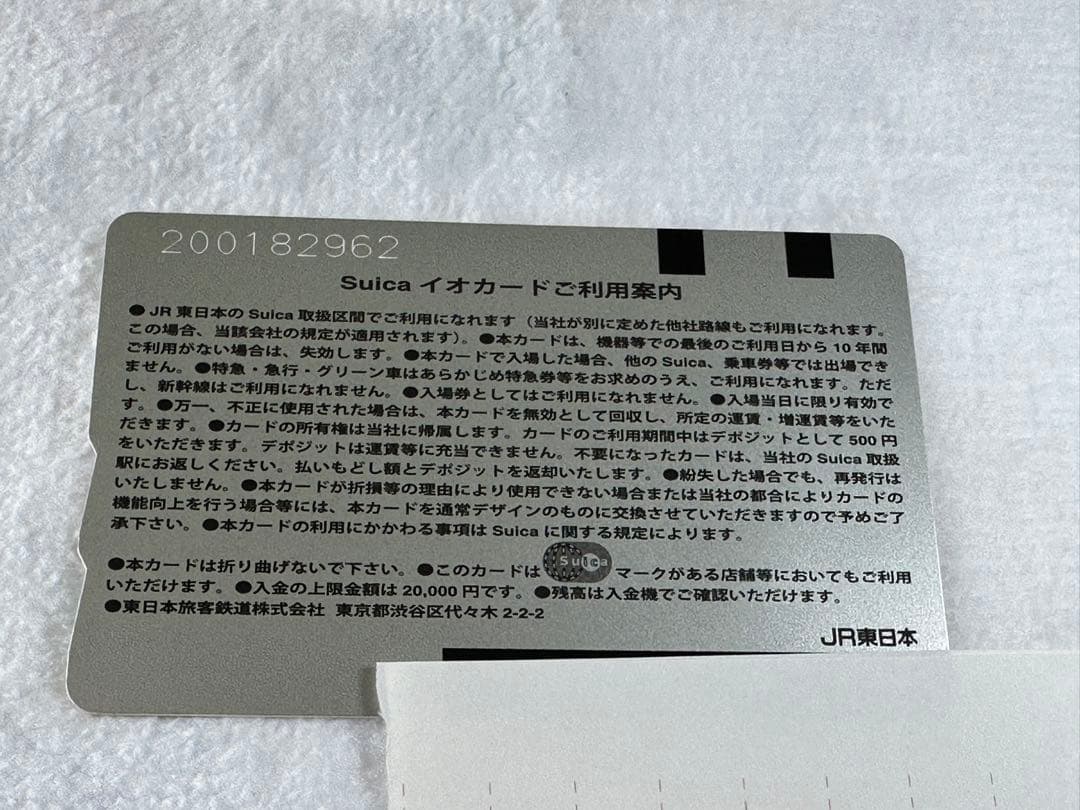 200182962
Suica イオカードご利用案内
●JR東日本のSuica取扱区間でご利用になれます（当社が別に定めた他社路線もご利用になれます。
この場合、当該会社の規定が適用されます）。●本カードは、機器等での最後のご利用日から10年間
ご利用がない場合は、失効します。●本カードで入場した場合、他のSuica、乗車券等では出場でき
ません。●特急・急行・グリーン車はあらかじめ特急券等をお求めのうえ、ご利用になれます。ただ
し、新幹線はご利用になれません。●入場券としてはご利用になれません。●入場当日に限り有効で
す。●万一、不正に使用された場合は、本カードを無効として回収し、所定の運賃・増運賃等をいた
だきます。●カードの所有権は当社に帰属します。カードのご利用期間中はデポジットとして500円
をいただきます。デポジットは運賃等に充当できません。不要になったカードは、当社のSuica取扱
駅にお返しください。払いもどし額とデポジットを返却いたします。●紛失した場合でも、再発行は
いたしません。●本カードが折損等の理由により使用できない場合または当社の都合によりカードの
機能向上を行う場合等には、本カードを通常デザインのものに交換させていただきますので予めご了
承下さい。●本カードの利用にかかわる事項はSuicaに関する規定によります。
●本カードは折り曲げないで下さい。●このカードは Suica マークがある店舗等においてもご利用
いただけます。●入金の上限金額は20,000円です。●残高は入金機でご確認いただけます。
●東日本旅客鉄道株式会社 東京都渋谷区代々木2-2-2
JR東日本